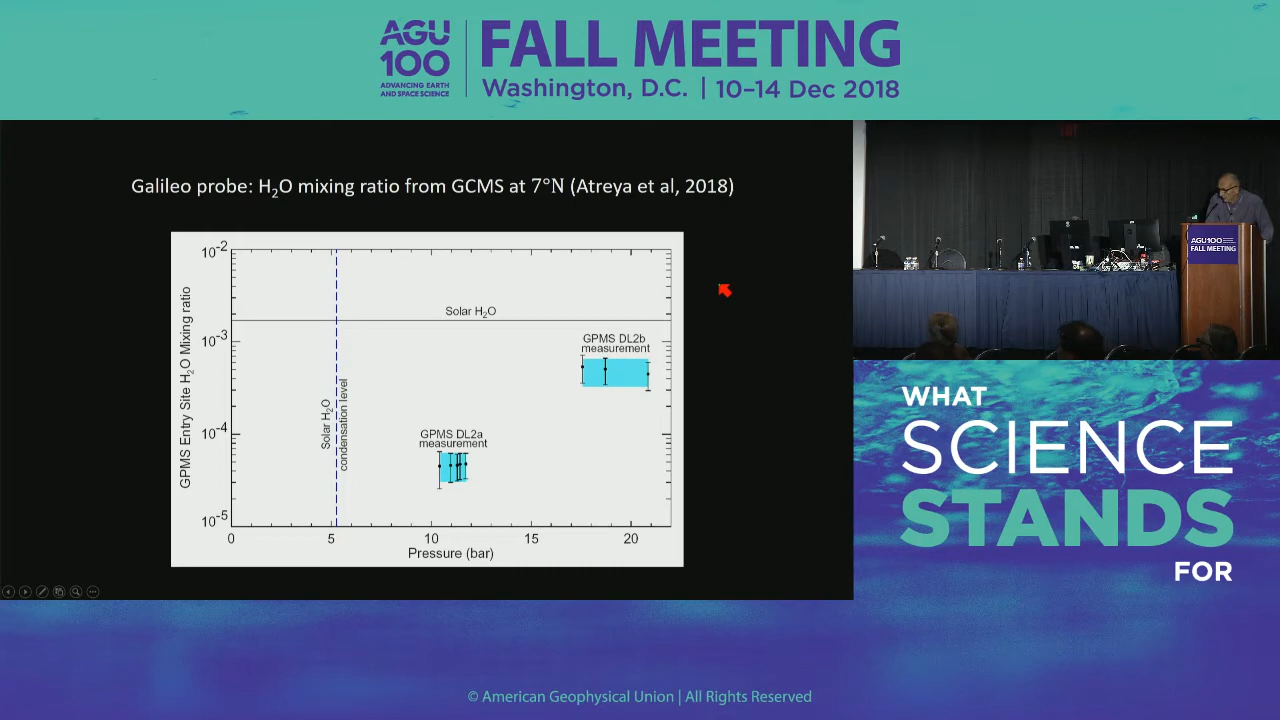 AGU
100
ADVANCING EARTH
AND SPACE SCIENCE
FALL MEETING
Washington, D.C. | 10–14 Dec 2018
Galileo probe: H2O mixing ratio from GCMS at 7°N (Atreya et al, 2018)
GPMS Entry Site H2O Mixing ratio
10-2
10-3
10-4
10-5
Solar H2O
Solar H2O
condensation level
GPMS DL2a
measurement
GPMS DL2b
measurement
0 5 10 15 20
Pressure (bar)
AGU100
FALL MEETING
WHAT
SCIENCE
STANDS
FOR
© American Geophysical Union | All Rights Reserved